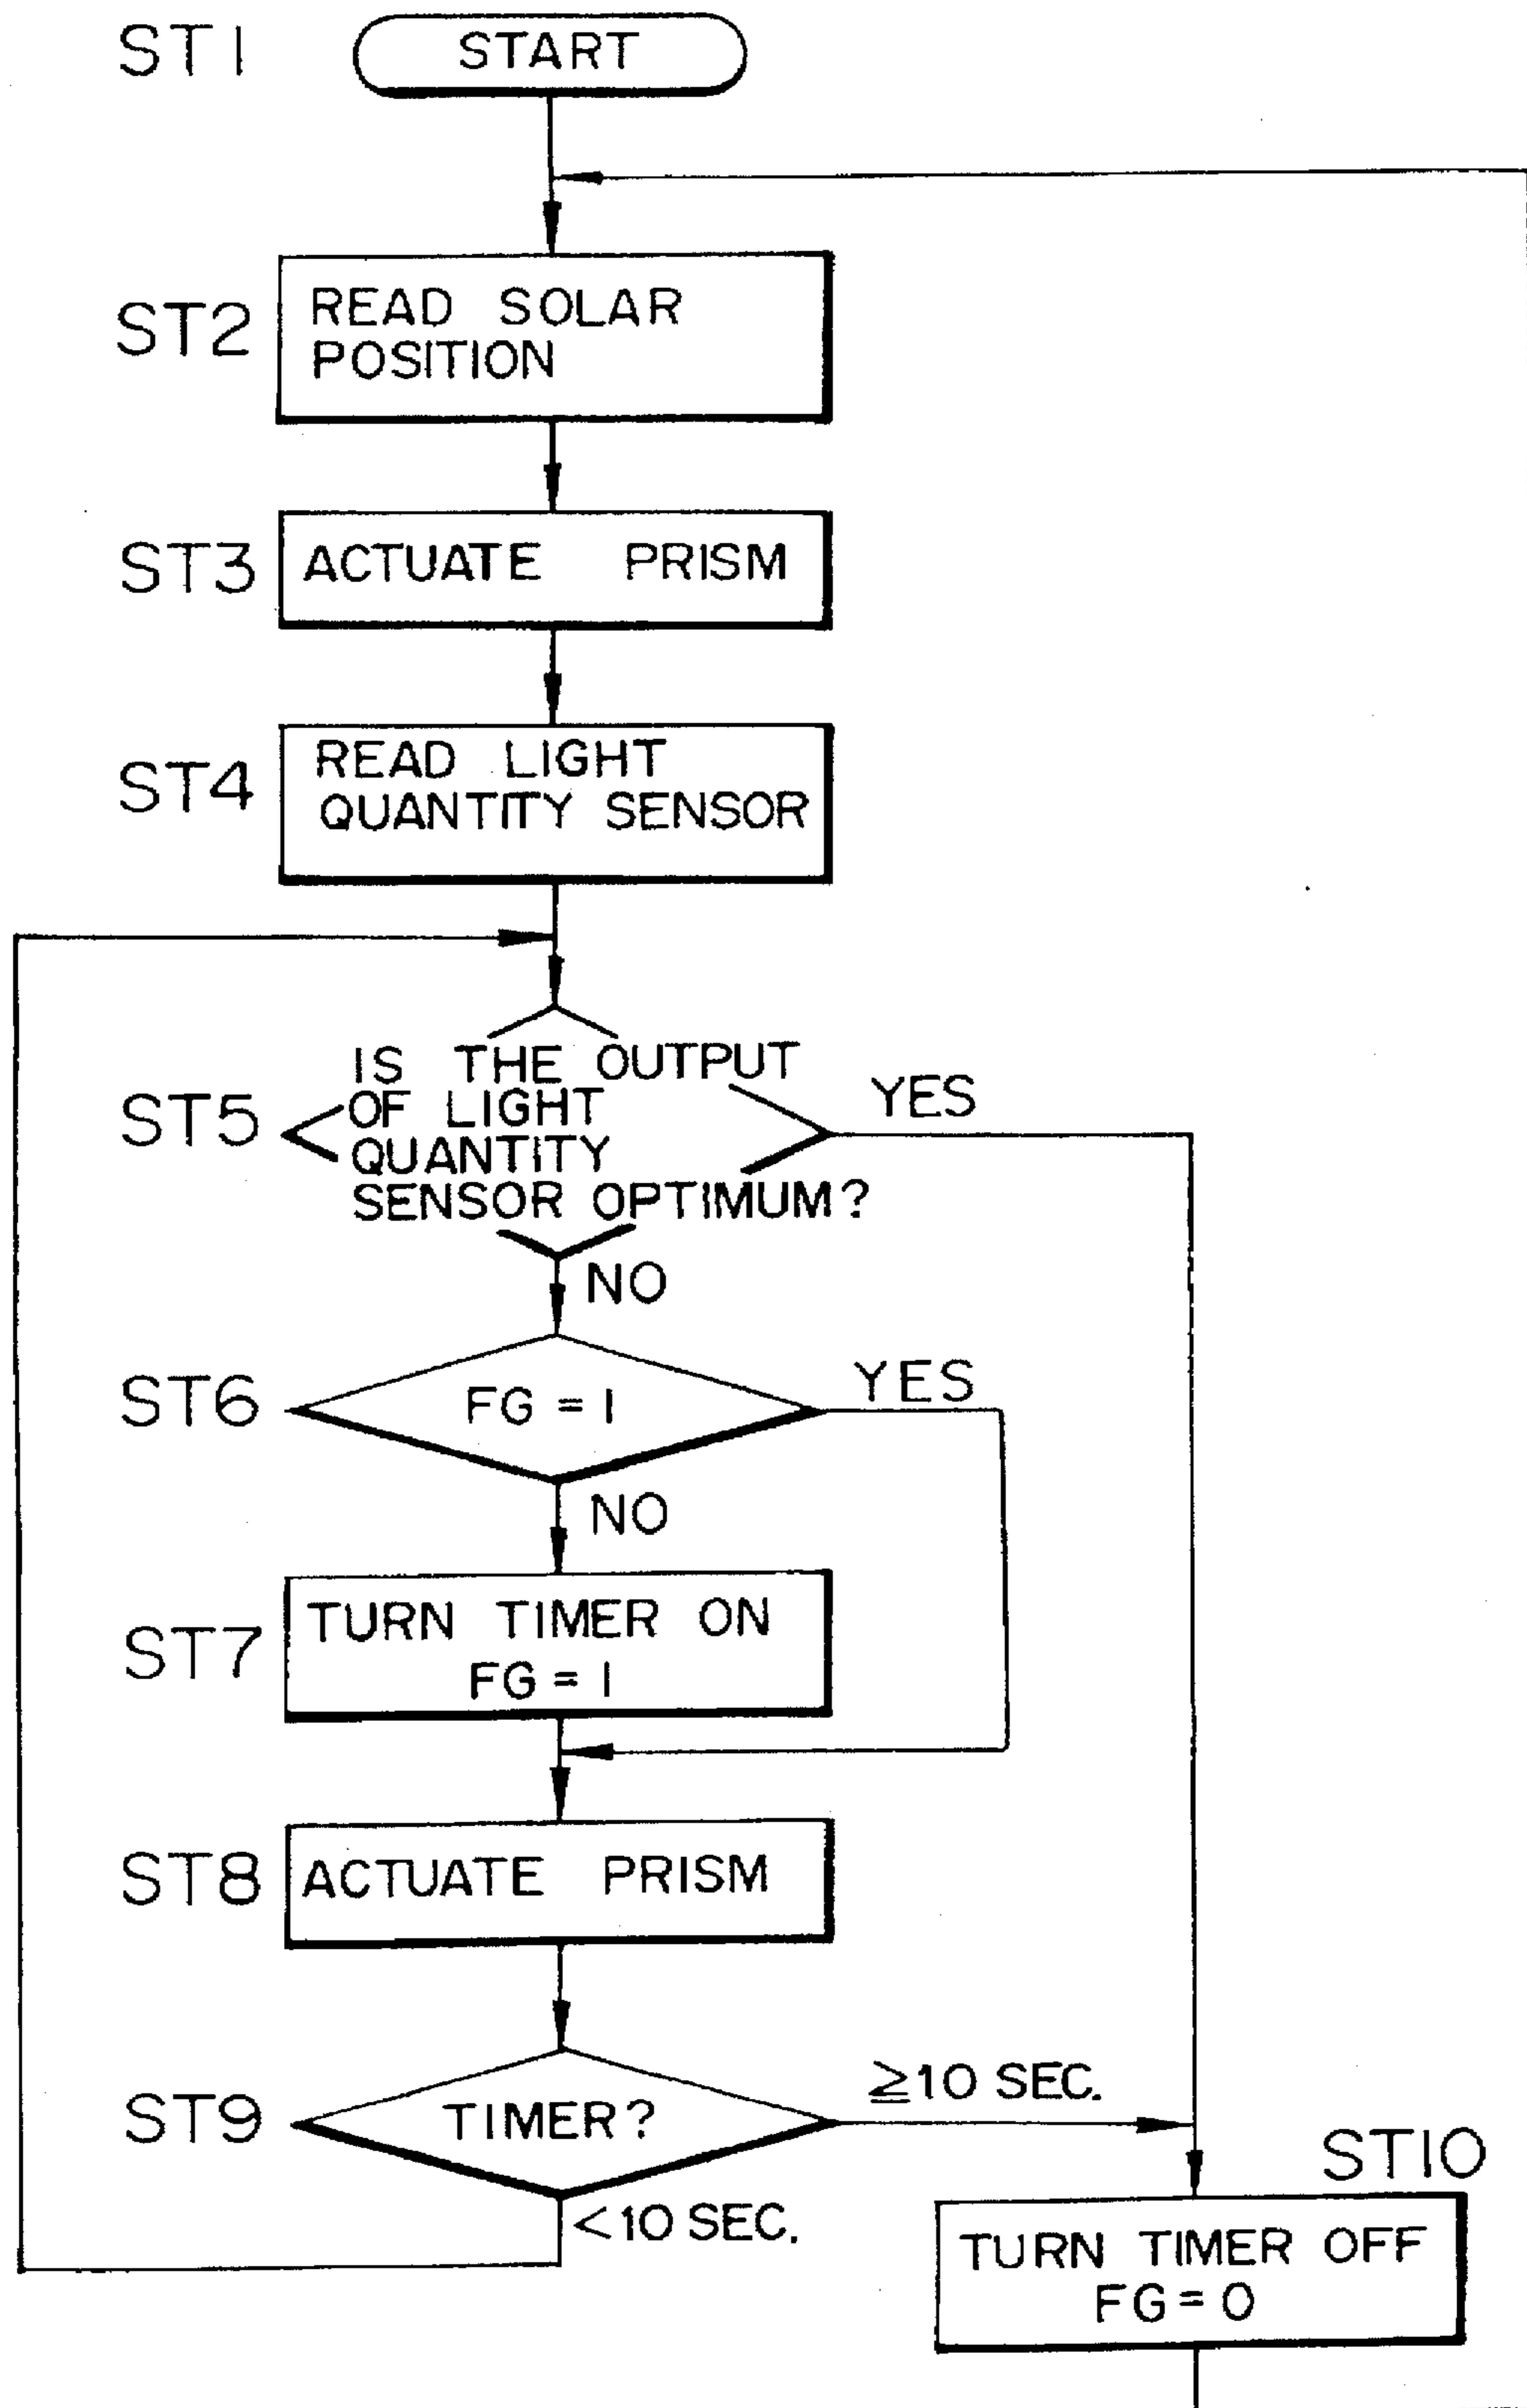 ST1
START
ST2
READ SOLAR
POSITION
ST3
ACTUATE PRISM
ST4
READ LIGHT
QUANTITY SENSOR
ST5
IS THE OUTPUT
OF LIGHT
QUANTITY
SENSOR OPTIMUM?
YES
NO
ST6
FG = 1
YES
NO
ST7
TURN TIMER ON
FG = 1
ST8
ACTUATE PRISM
ST9
TIMER?
≧10 SEC.
<10 SEC.
ST10
TURN TIMER OFF
FG = 0